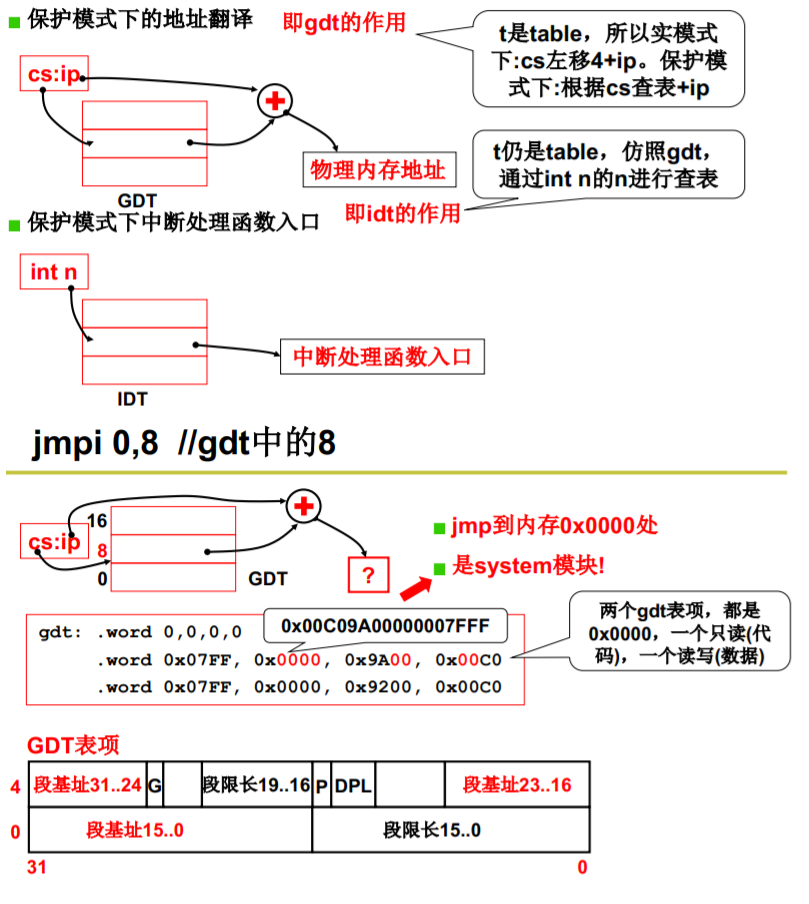 保护模式下的地址翻译
即gdt的作用
t是table，所以实模式
下:cs左移4+ip。保护模
式下:根据cs查表+ip
cs:ip
物理内存地址
GDT
t仍是table，仿照gdt，
通过int n的n进行查表
保护模式下中断处理函数入口
即idt的作用
int n
中断处理函数入口
IDT
jmpi 0,8 //gdt中的8
16
cs:ip
8
0
GDT
?
jmp到内存0x0000处
是system模块!
0x00C09A00000007FFF
两个gdt表项，都是
0x0000，一个只读(代
码)，一个读写(数据)
gdt: .word 0,0,0,0
.word 0x07FF, 0x0000, 0x9A00, 0x00C0
.word 0x07FF, 0x0000, 0x9200, 0x00C0
GDT表项
4 段基址31..24 G 段限长19..16 P DPL 段基址23..16
0 段基址15..0 段限长15..0
31 0